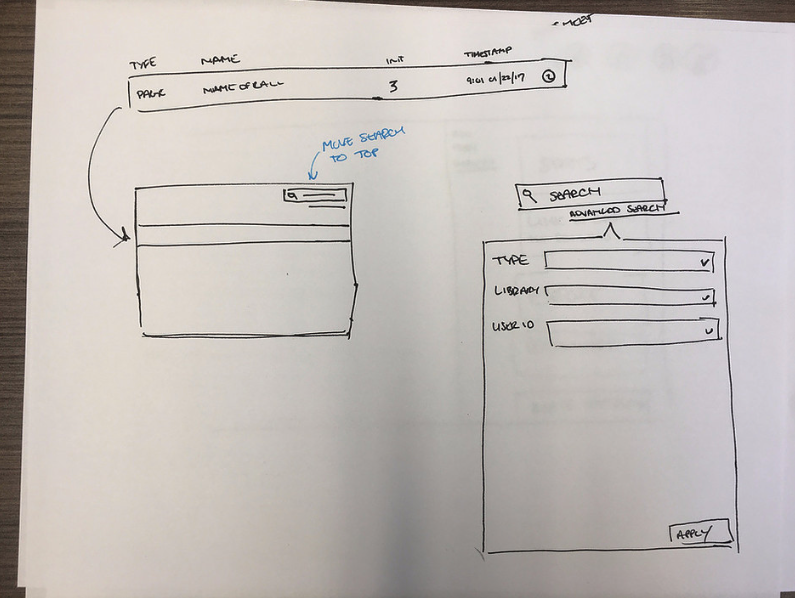 TYPE NAME INIT TIMESTAMP
PAGE NAME OF CALL 3 9:01 01/22/17
MOVE SEARCH
TO TOP
SEARCH
ADVANCED SEARCH
TYPE
LIBRARY
USER ID
APPLY